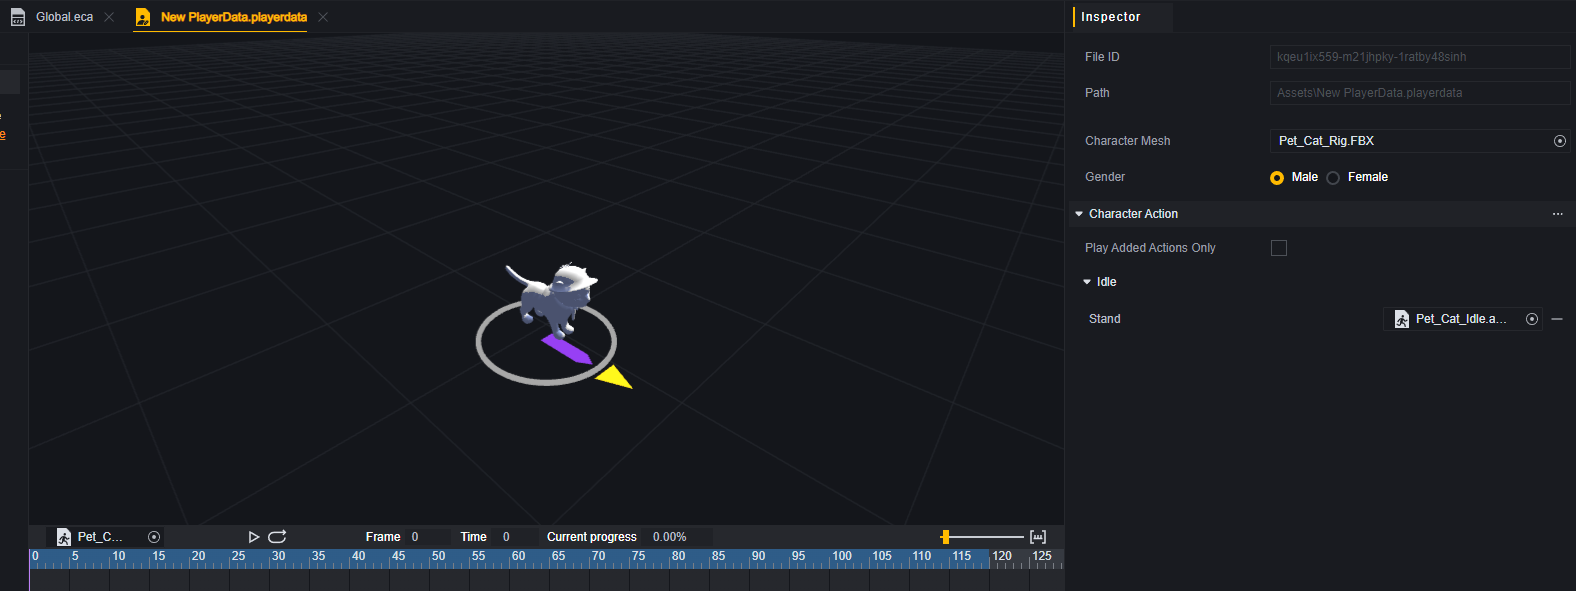 Global.eca
New PlayerData.playerdata
Inspector
File ID
kqeu1ix559-m21jhpky-1ratby48sinh
Path
Assets\New PlayerData.playerdata
Character Mesh
Pet_Cat_Rig.FBX
Gender
Male
Female
Character Action
Play Added Actions Only
Idle
Stand
Pet_Cat_Idle.a...
e
e
Pet_C...
Frame 0
Time 0
Current progress 0.00%
0 5 10 15 20 25 30 35 40 45 50 55 60 65 70 75 80 85 90 95 100 105 110 115 120 125